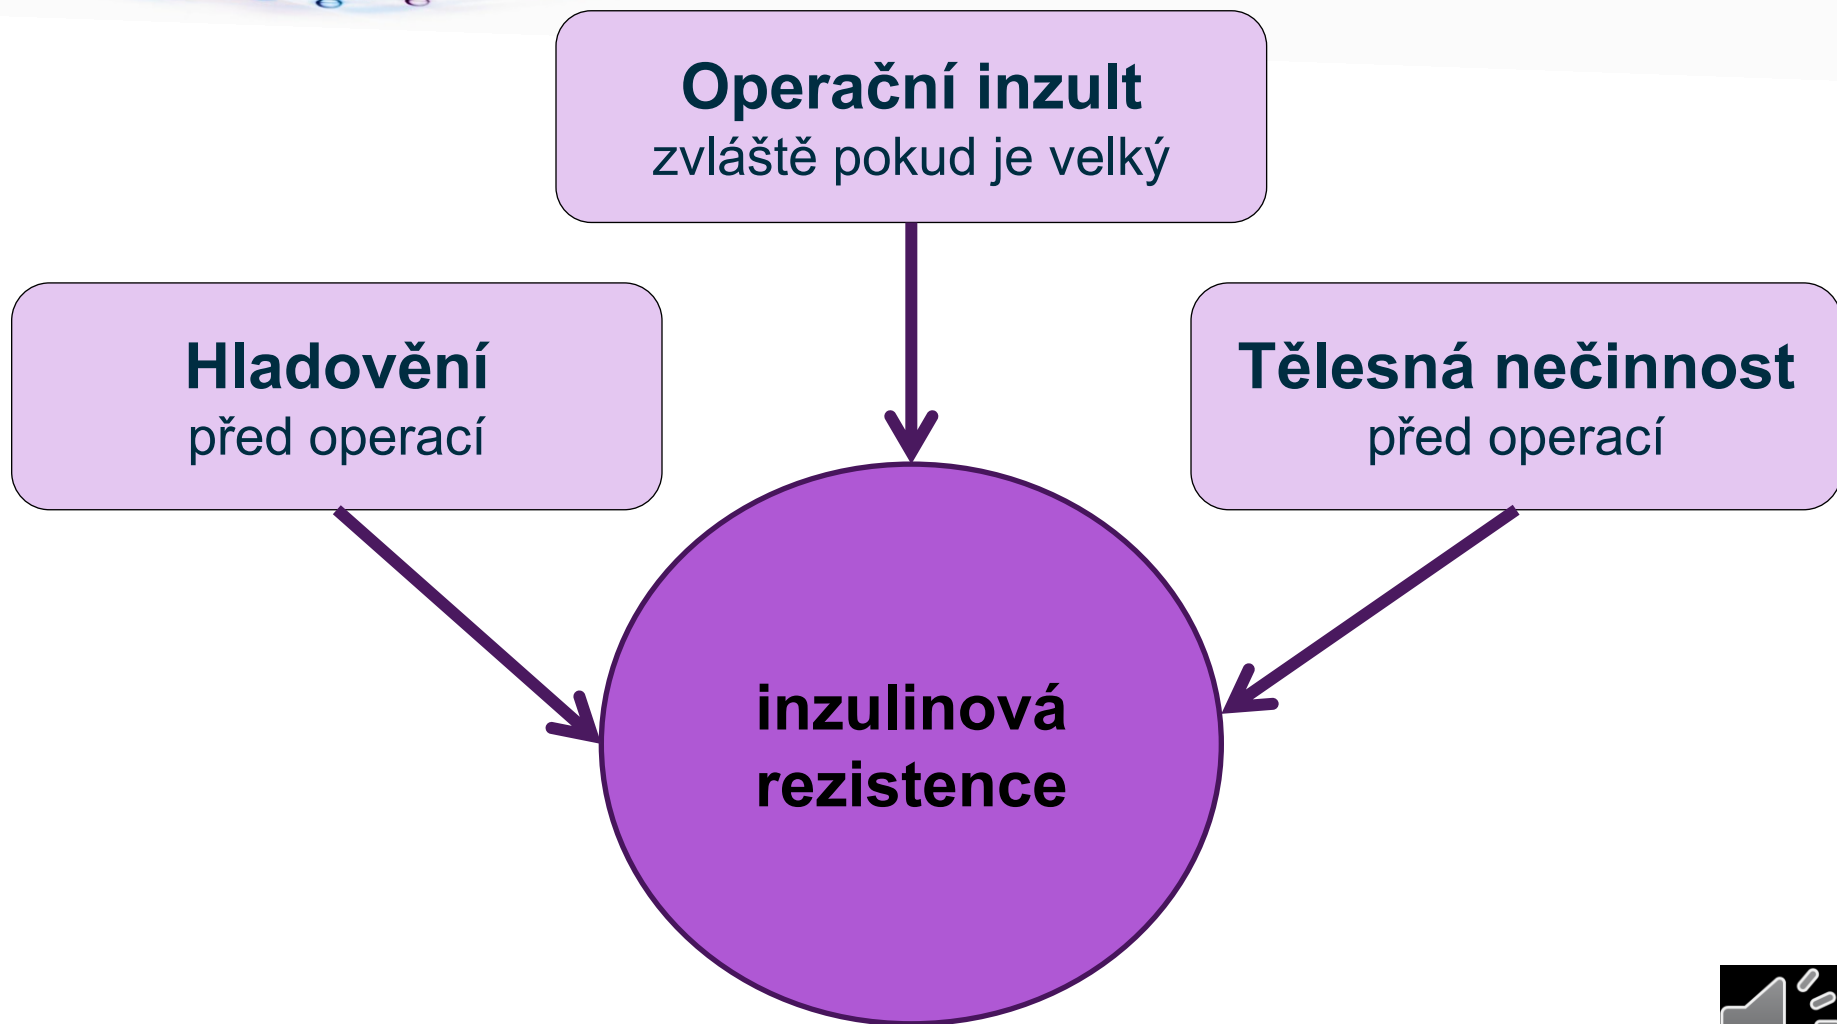 Operační inzult
zvláště pokud je velký
Hladovění
před operací
Tělesná nečinnost
před operací
inzulinová
rezistence